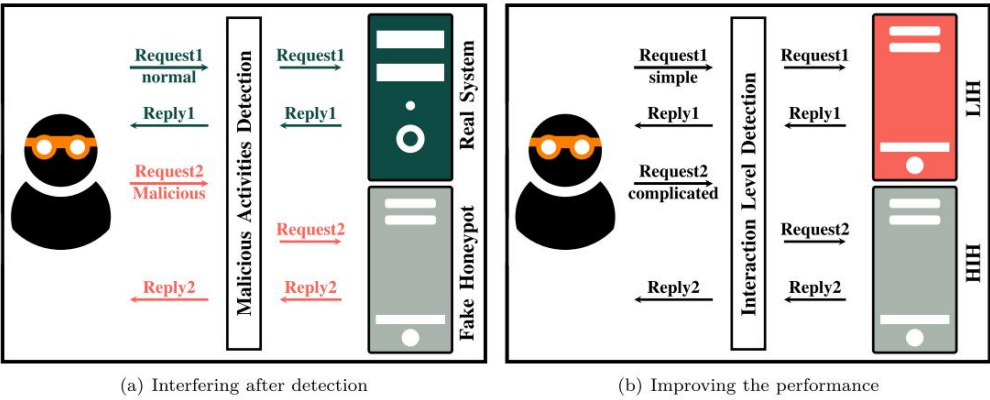 Request1
normal
Reply1
Request2
Malicious
Reply2
Malicious Activities Detection
Request1
Reply1
Request2
Reply2
Real System
Fake Honeypot
(a) Interfering after detection
Request1
simple
Reply1
Request2
complicated
Reply2
Interaction Level Detection
Request1
Reply1
Request2
Reply2
LIH
HIH
(b) Improving the performance